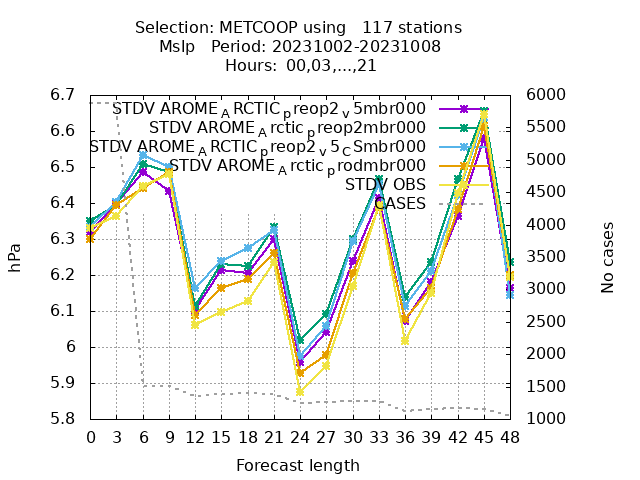 Selection: METCOOP using 117 stations
Mslp Period: 20231002-20231008
Hours: 00,03,...,21
STDV AROME_ARCTIC_preop2_v5mbr000
STDV AROME_Arctic_preop2mbr000
STDV AROME_ARCTIC_preop2_v5_CSmbr000
STDV AROME_Arctic_prodmbr000
STDV OBS
CASES
6.7
6.6
6.5
6.4
6.3
6.2
6.1
6
5.9
5.8
hPa
6000
5500
5000
4500
4000
3500
3000
2500
2000
1500
1000
No cases
0 3 6 9 12 15 18 21 24 27 30 33 36 39 42 45 48
Forecast length